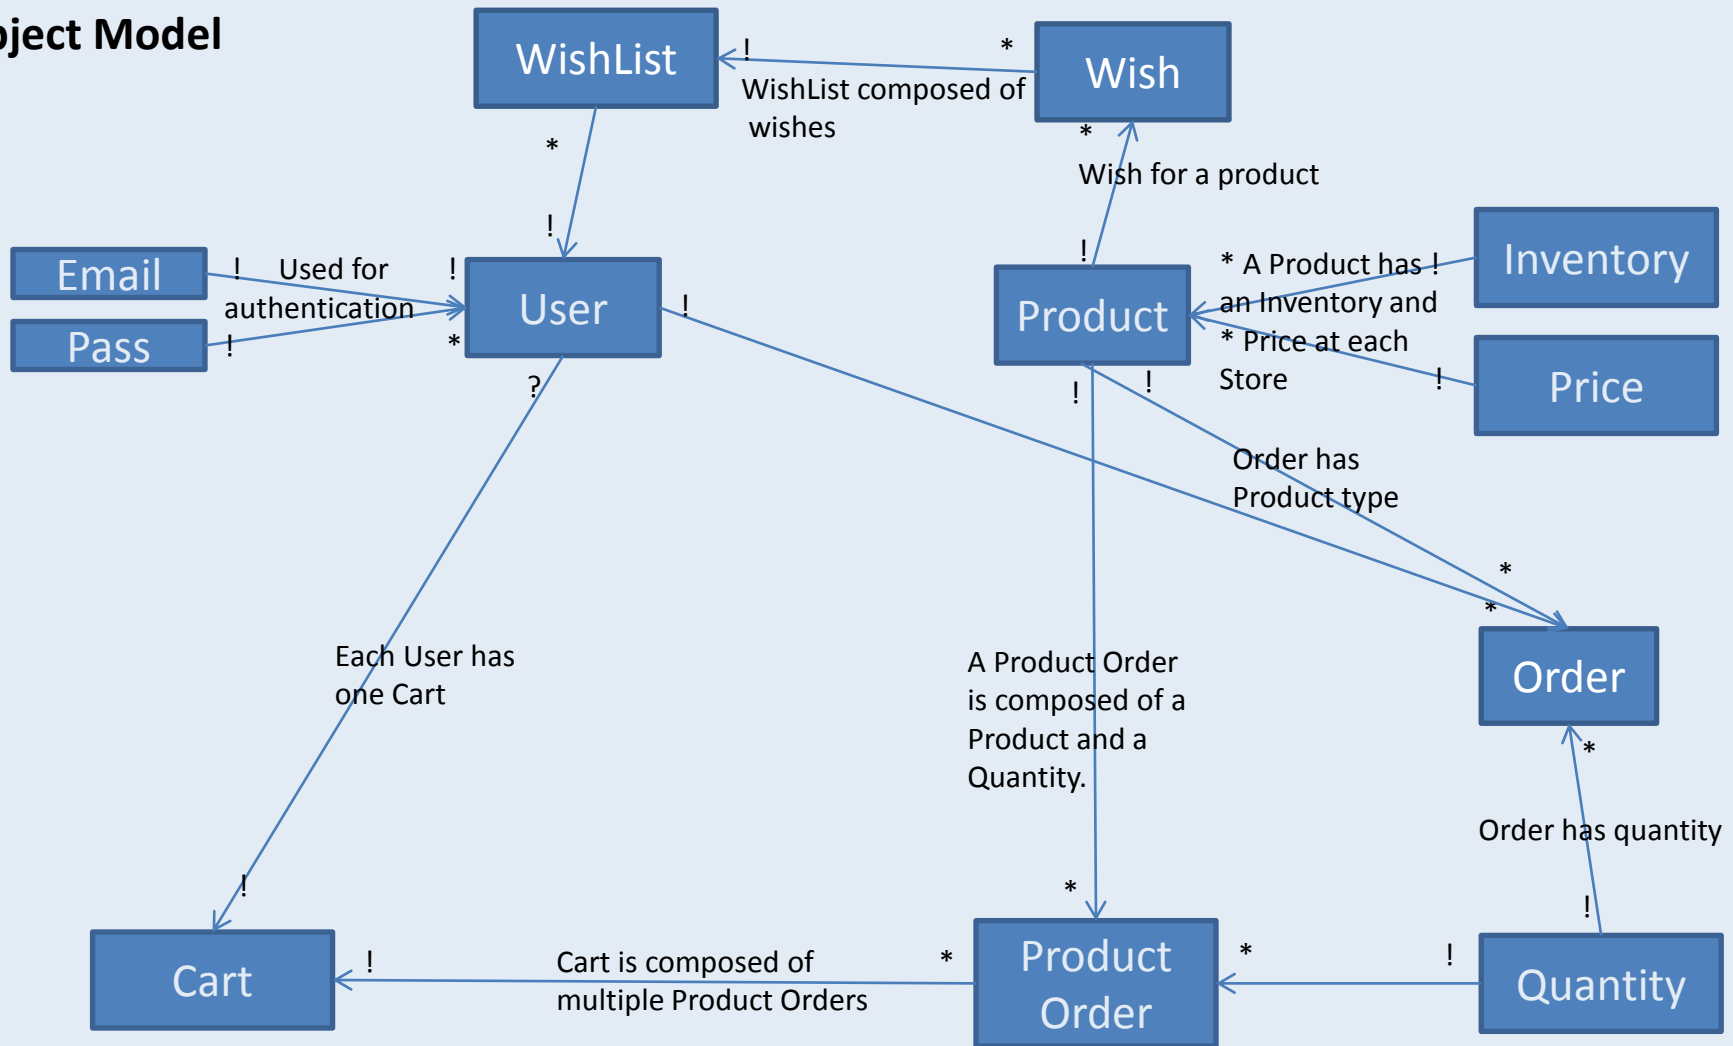 oject Model
WishList
!
*
Wish
WishList composed of
wishes
*
*
Wish for a product
!
!
Email
!
Used for
!
authentication
User
!
Pass
!
*
?
Product
* A Product has !
an Inventory and
* Price at each
Store
!
Inventory
Price
!
!
Order has
Product type
*
*
Each User has
one Cart
A Product Order
is composed of a
Product and a
Quantity.
Order
*
Order has quantity
!
!
*
Cart
!
Cart is composed of
multiple Product Orders
*
Product
Order
*
!
Quantity